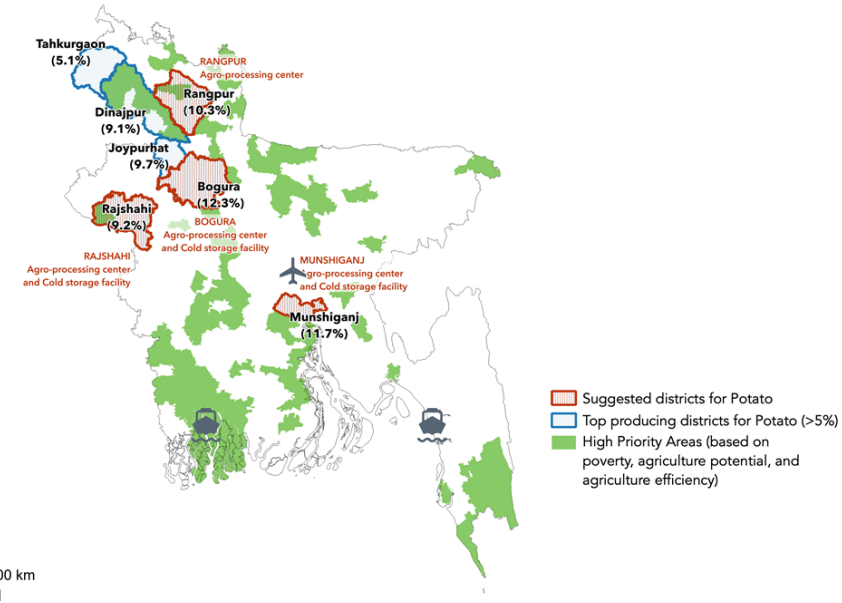 Tahkurgaon
(5.1%)
RANGPUR
Agro-processing center
Rangpur
(10.3%)
Dinajpur
(9.1%)
Joypurhat
(9.7%)
Bogura
(12.3%)
Rajshahi
(9.2%)
BOGURA
Agro-processing center
and Cold storage facility
RAJSHAHI
Agro-processing center
and Cold storage facility
MUNSHIGANJ
Agro-processing center
and Cold storage facility
Munshiganj
(11.7%)
Suggested districts for Potato
Top producing districts for Potato (>5%)
High Priority Areas (based on
poverty, agriculture potential, and
agriculture efficiency)
00 km
1